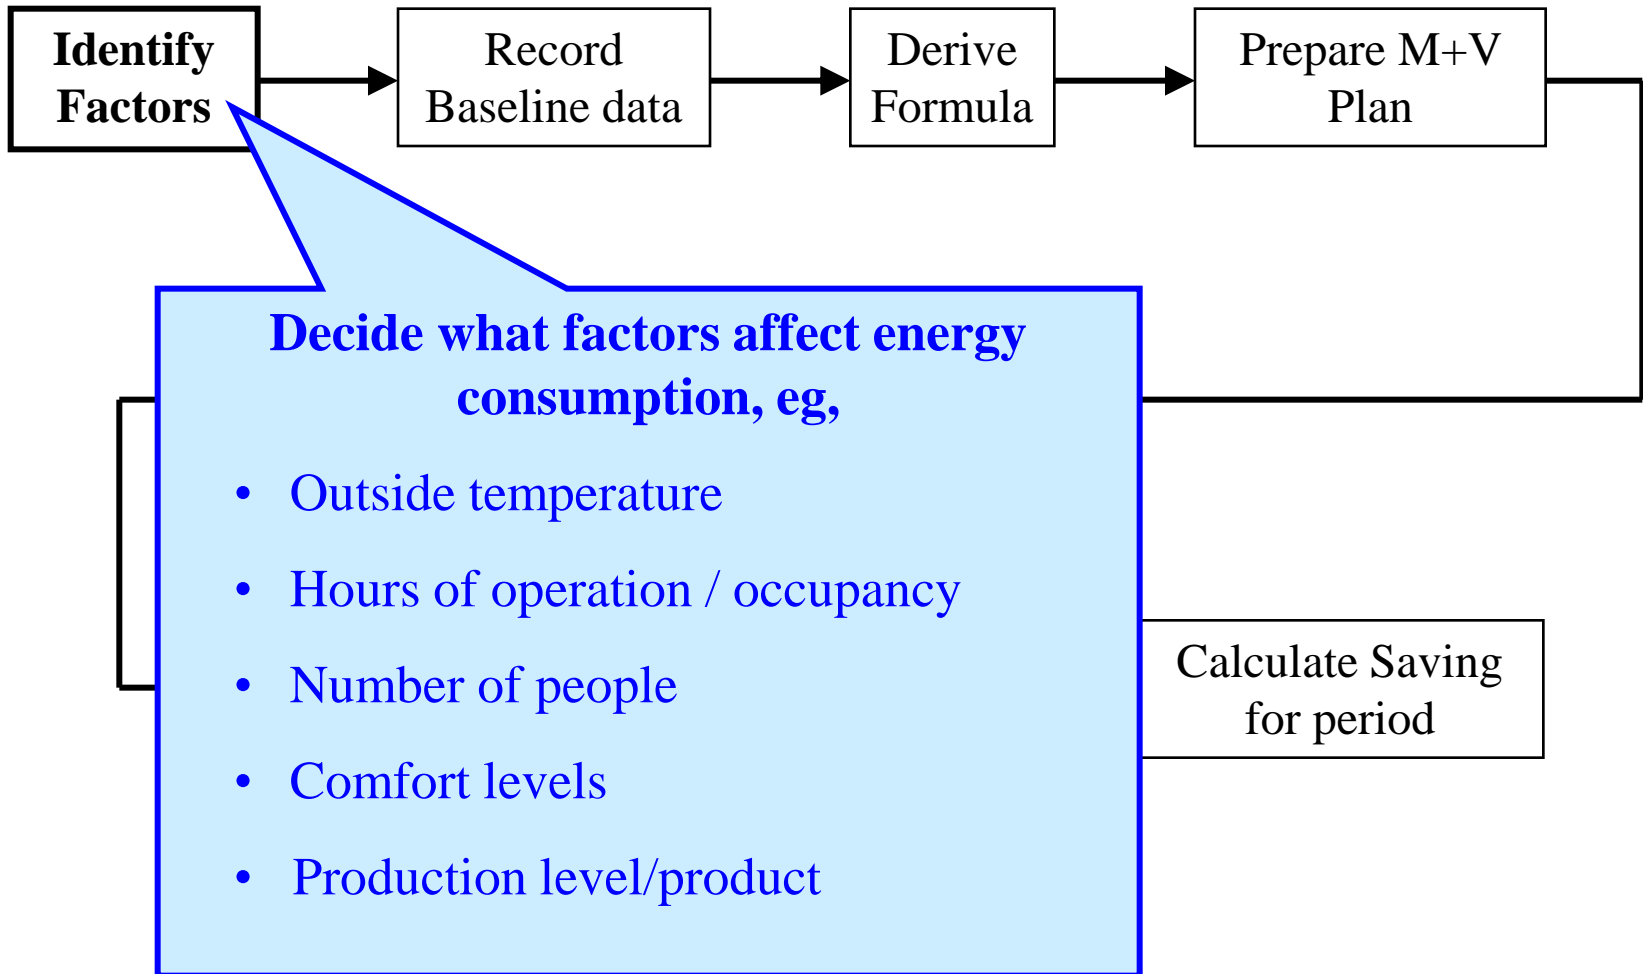 Identify
Factors
Record
Baseline data
Derive
Formula
Prepare M+V
Plan
Decide what factors affect energy
consumption, eg,
• Outside temperature
• Hours of operation / occupancy
• Number of people
• Comfort levels
• Production level/product
Calculate Saving
for period